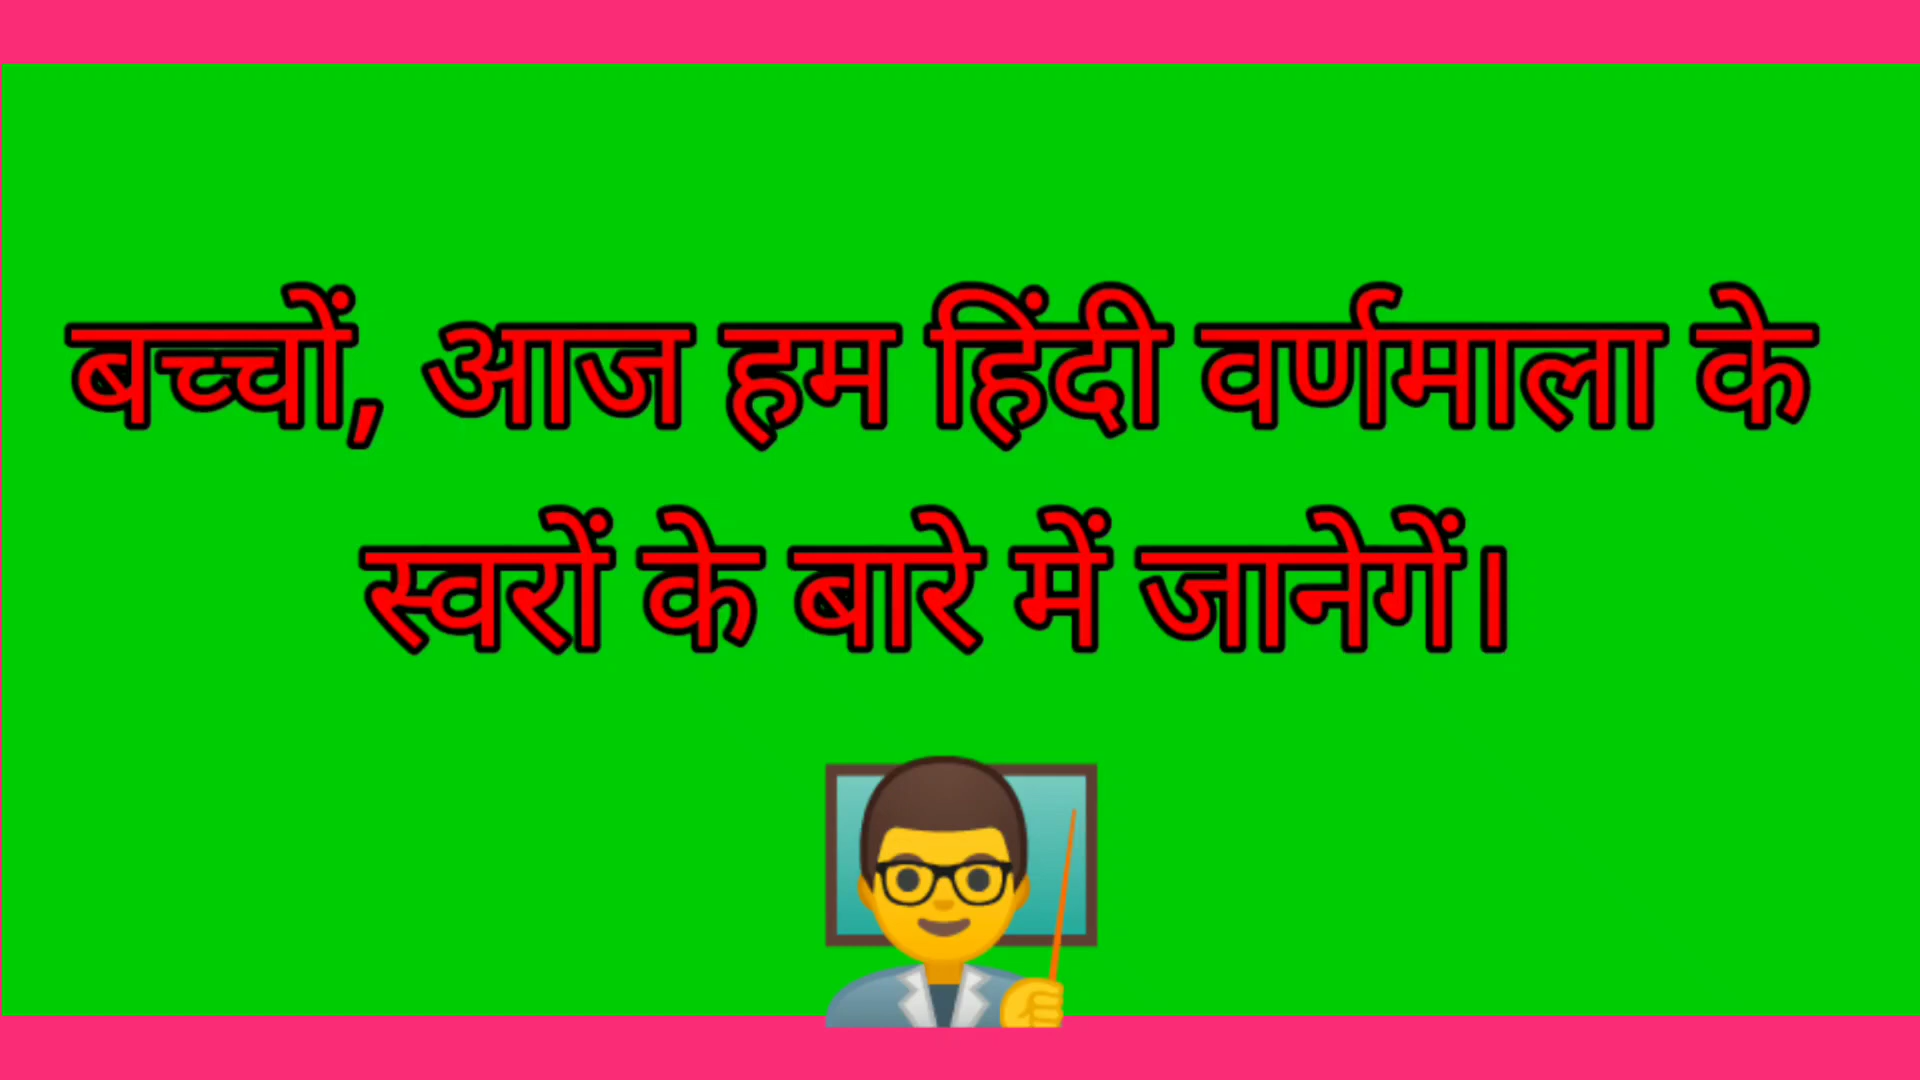 बच्चों, आज हम हिंदी वर्णमाला के
स्वरों के बारे में जानेगें।